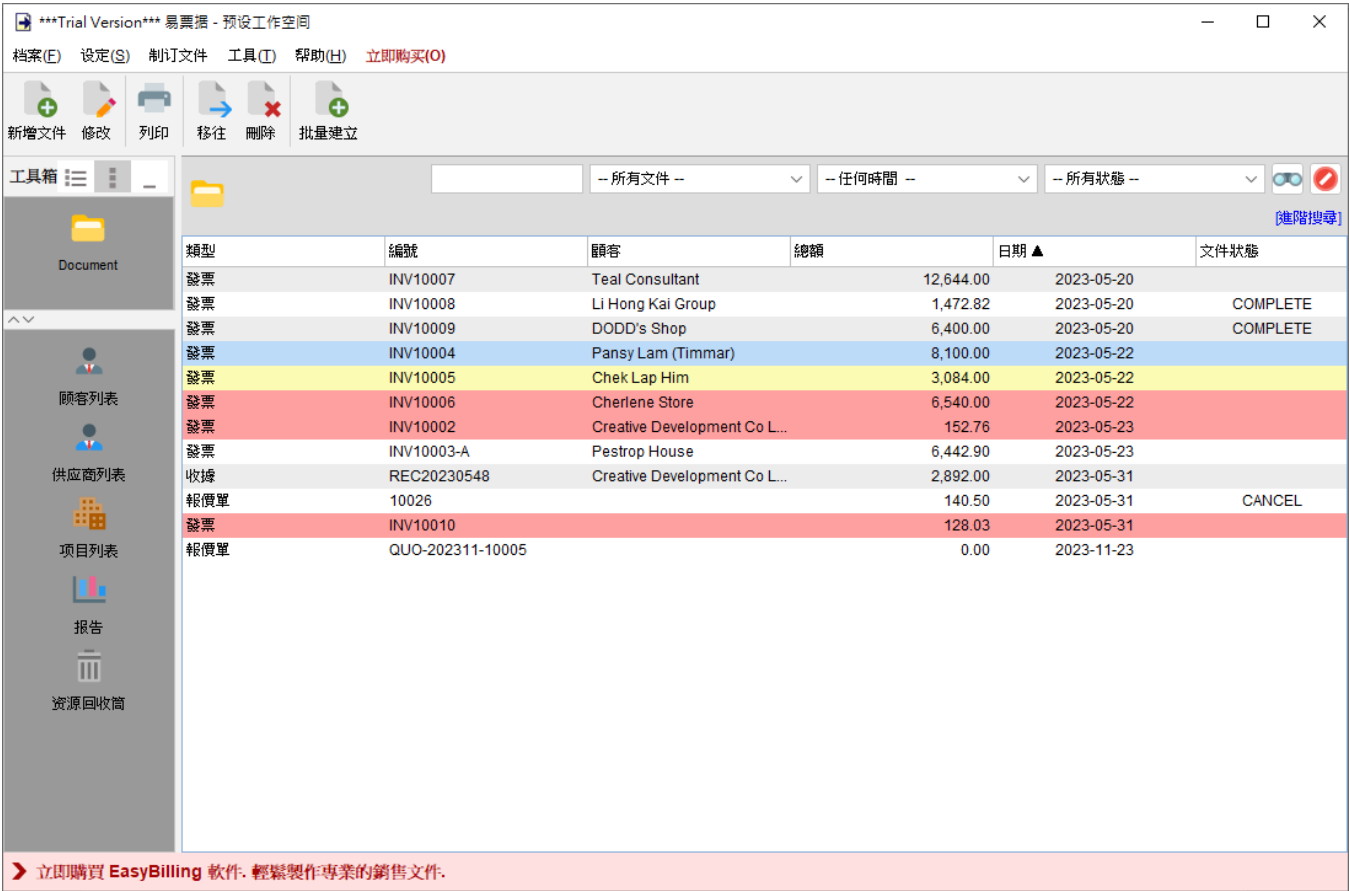 ***Trial Version*** 易票据 - 预设工作空间
档案(F) 设定(S) 制订文件 工具(T) 帮助(H) 立即购买(O)
新增文件 修改 列印 移往 刪除 批量建立
工具箱 -- 所有文件 -- -- 任何時間 -- -- 所有狀態 --
[進階搜尋]
Document
顾客列表
供应商列表
项目列表
报告
资源回收筒
類型 編號 顧客 總額 日期 ▲ 文件狀態
發票 INV10007 Teal Consultant 12,644.00 2023-05-20
發票 INV10008 Li Hong Kai Group 1,472.82 2023-05-20 COMPLETE
發票 INV10009 DODD's Shop 6,400.00 2023-05-20 COMPLETE
發票 INV10004 Pansy Lam (Timmar) 8,100.00 2023-05-22
發票 INV10005 Chek Lap Him 3,084.00 2023-05-22
發票 INV10006 Cherlene Store 6,540.00 2023-05-22
發票 INV10002 Creative Development Co L... 152.76 2023-05-23
發票 INV10003-A Pestrop House 6,442.90 2023-05-23
收據 REC20230548 Creative Development Co L... 2,892.00 2023-05-31
報價單 10026 140.50 2023-05-31 CANCEL
發票 INV10010 128.03 2023-05-31
報價單 QUO-202311-10005 0.00 2023-11-23
立即購買 EasyBilling 軟件. 輕鬆製作專業的銷售文件.